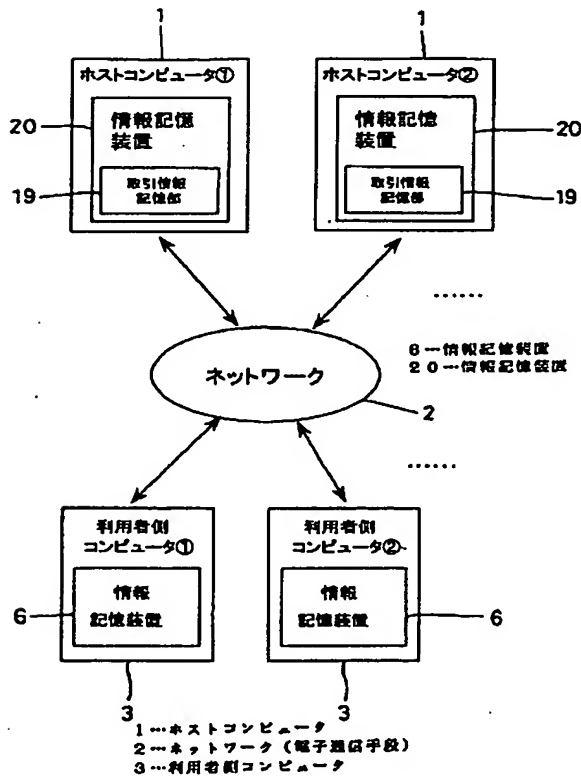 1
1
ホストコンピュータ①
ホストコンピュータ②
20
情報記憶
装置
情報記憶
装置
20
19
取引情報
記憶部
取引情報
記憶部
19
……
ネットワーク
6…情報記憶装置
20…情報記憶装置
2
……
利用者側
コンピュータ①
利用者側
コンピュータ②
6
情報
記憶装置
情報
記憶装置
6
3
3
1…ホストコンピュータ
2…ネットワーク(電子通信手段)
3…利用者側コンピュータ